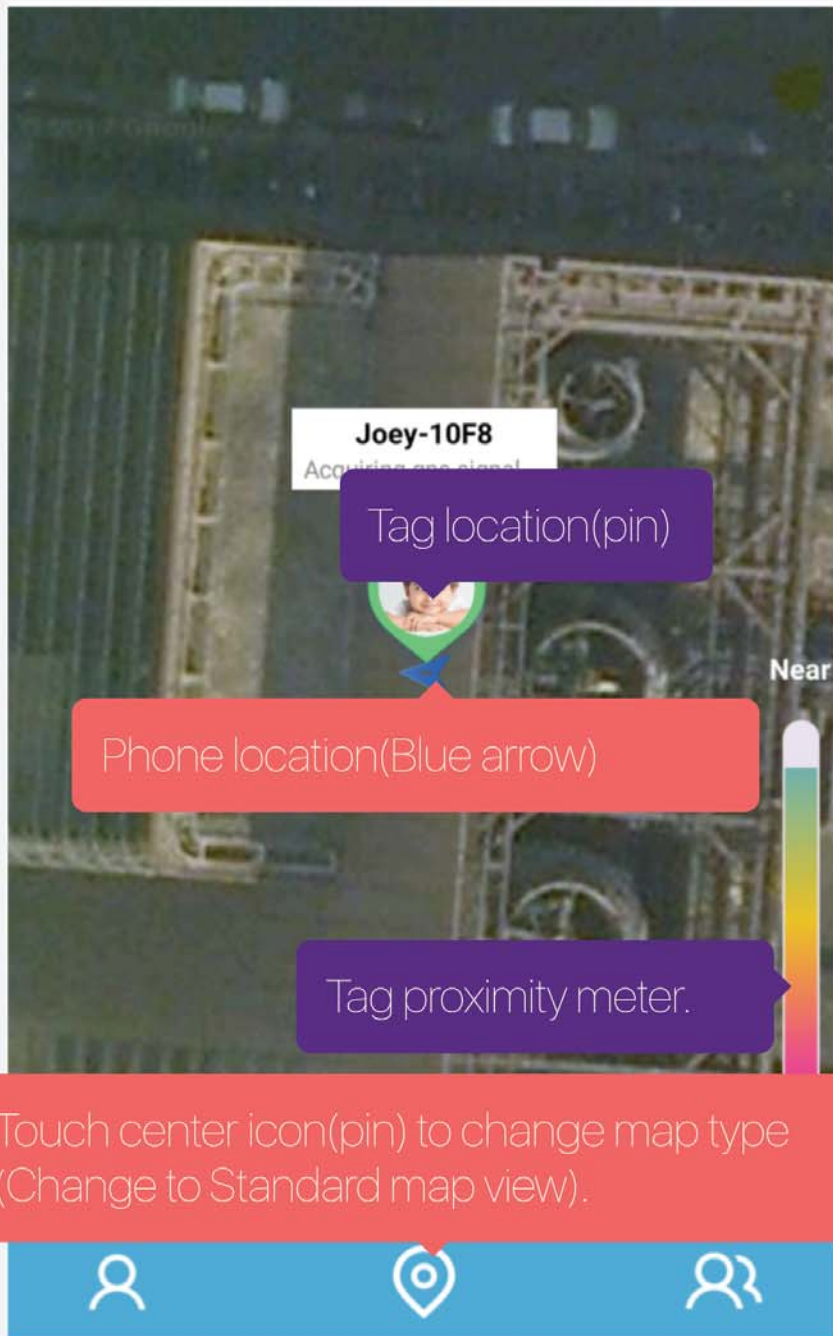 Joey-10F8
Tag location(pin)
Near
Phone location(Blue arrow)
Tag proximity meter.
Touch center icon(pin) to change map type
(Change to Standard map view).